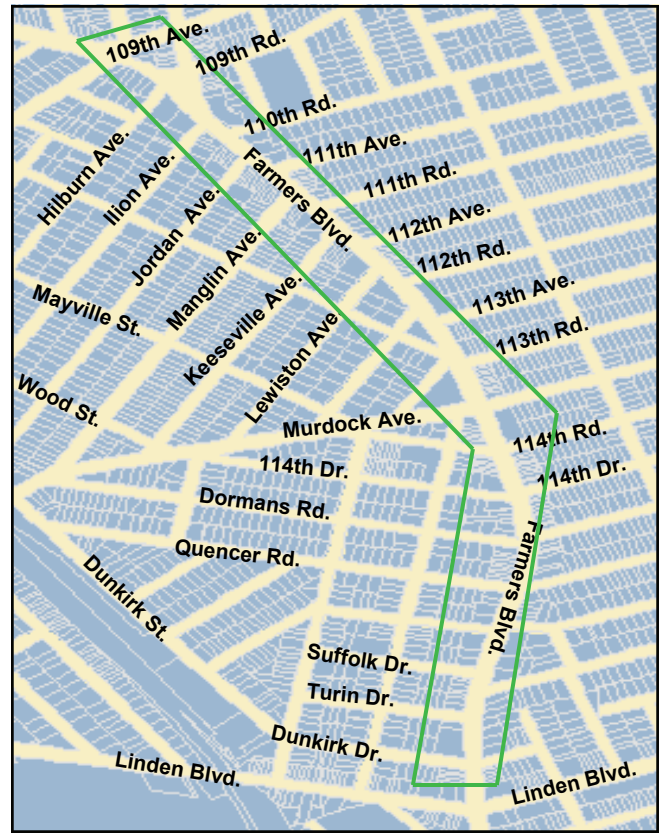 109th Ave.
109th Rd.
110th Rd.
111th Ave.
Farmers Blvd.
111th Rd.
Hilburn Ave.
Ilion Ave.
Jordan Ave.
112th Ave.
Manglin Ave.
112th Rd.
Keeseville Ave.
113th Ave.
Mayville St.
Lewiston Ave.
113th Rd.
Wood St.
Murdock Ave.
114th Rd.
114th Dr.
114th Dr.
Dormans Rd.
Quencer Rd.
Farmers Blvd.
Dunkirk St.
Suffolk Dr.
Turin Dr.
Dunkirk Dr.
Linden Blvd.
Linden Blvd.